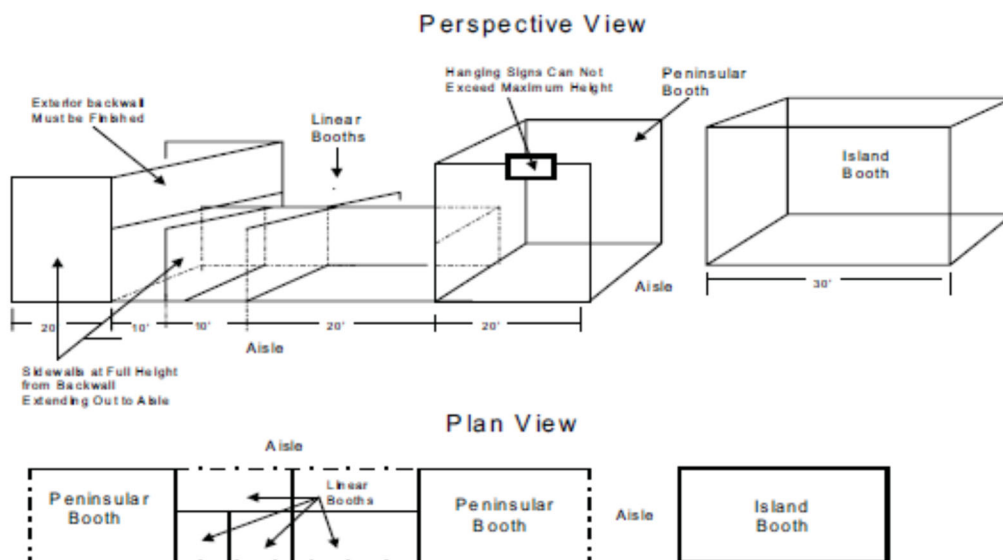 Perspective View
Hanging Signs Can Not
Exceed Maximum Height
Peninsular
Booth
Exterior backwall
Must be Finished
Linear
Booths
Island
Booth
Aisle
30'
20'
10'
10'
20'
20'
Aisle
Sidewalls at Full Height
from Backwall
Extending Out to Aisle
Plan View
Aisle
Peninsular
Booth
Linear
Booths
Peninsular
Booth
Aisle
Island
Booth